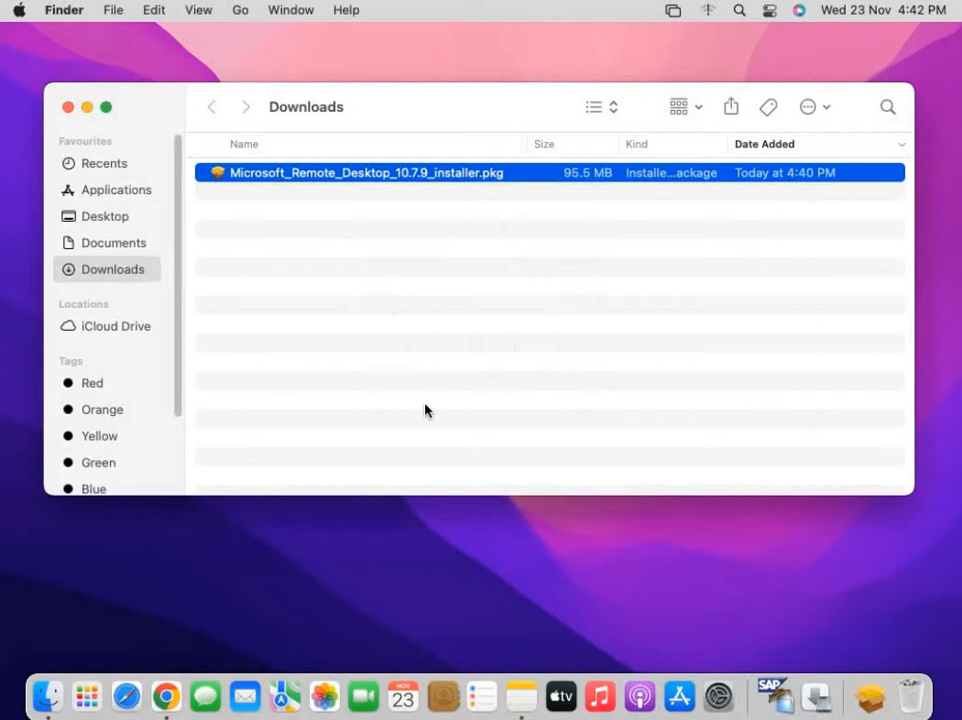 Finder File Edit View Go Window Help Wed 23 Nov 4:42 PM
Downloads
Favourites
Recents
Applications
Desktop
Documents
Downloads
Locations
iCloud Drive
Tags
Red
Orange
Yellow
Green
Blue
Name Size Kind Date Added
Microsoft_Remote_Desktop_10.7.9_installer.pkg 95.5 MB Installe...ackage Today at 4:40 PM
NOV
23
tv
SAP